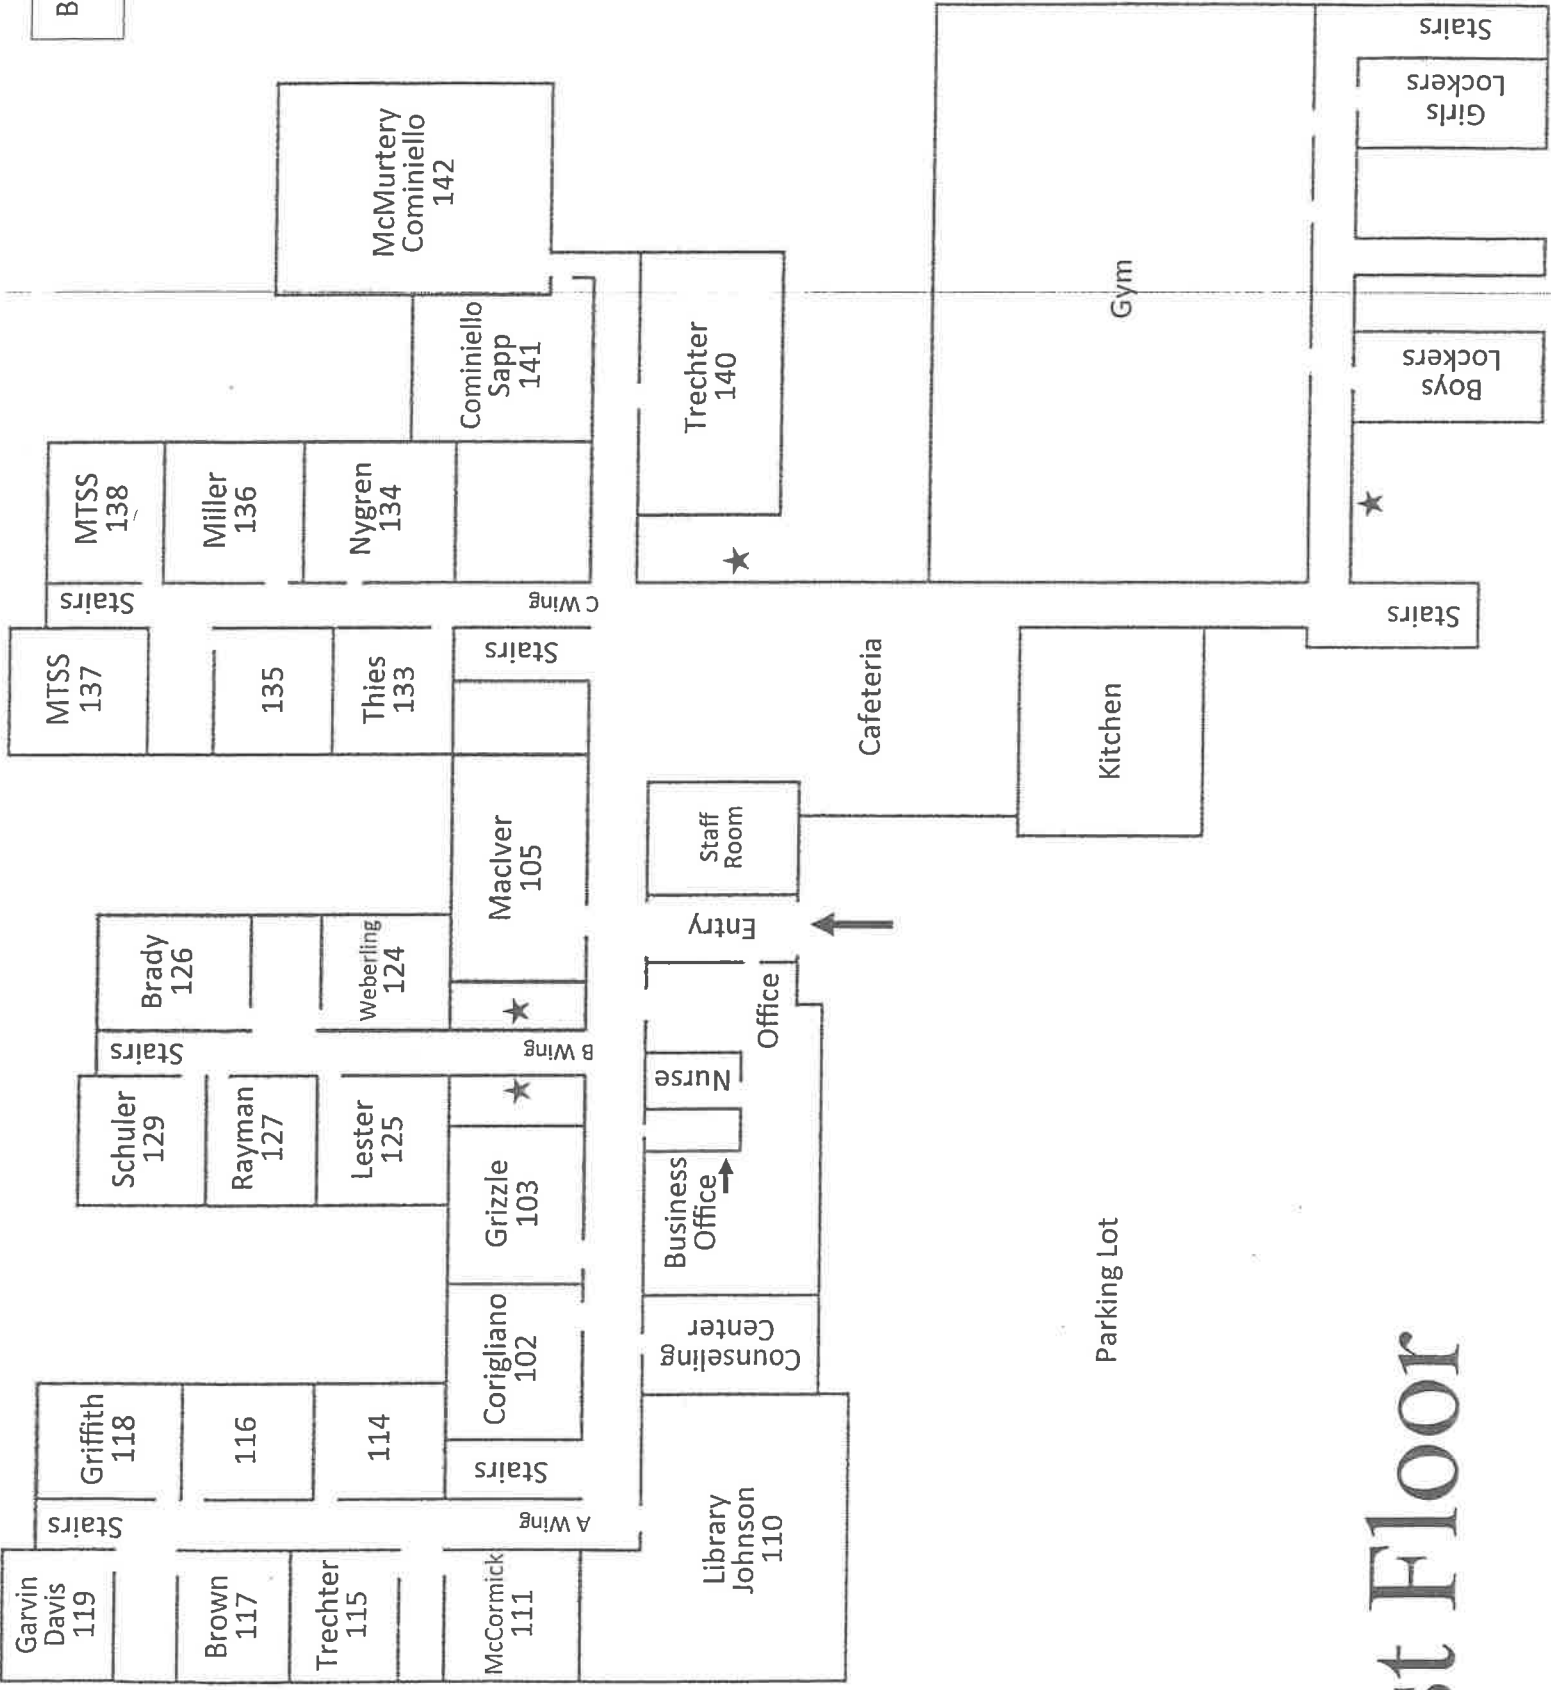 B
McMurtery
Cominiello
142
Cominiello
Sapp
141
Trechter
140
MTSS
138
Miller
136
Nygren
134
Stairs
C Wing
MTSS
137
135
Thies
133
Stairs
Gym
Stairs
Girls
Lockers
Boys
Lockers
Stairs
Cafeteria
Kitchen
Staff
Room
Entry
MacIver
105
Brady
126
Weberling
124
Stairs
B Wing
Schuler
129
Rayman
127
Lester
125
Office
Nurse
Business
Office
Grizzle
103
Corigliano
102
Counseling
Center
Griffith
118
116
114
Stairs
Stairs
A Wing
Garvin
Davis
119
Brown
117
Trechter
115
McCormick
111
Library
Johnson
110
Parking Lot
st Floor